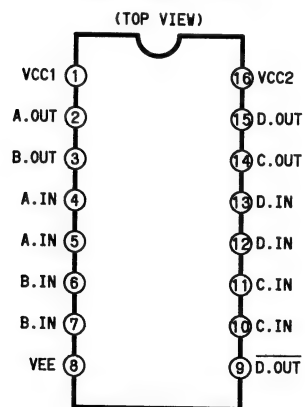 (TOP VIEW)
VCC1 1
A.OUT 2
B.OUT 3
A.IN 4
A.IN 5
B.IN 6
B.IN 7
VEE 8
16 VCC2
15 D.OUT
14 C.OUT
13 D.IN
12 D.IN
11 C.IN
10 C.IN
9 D.OUT